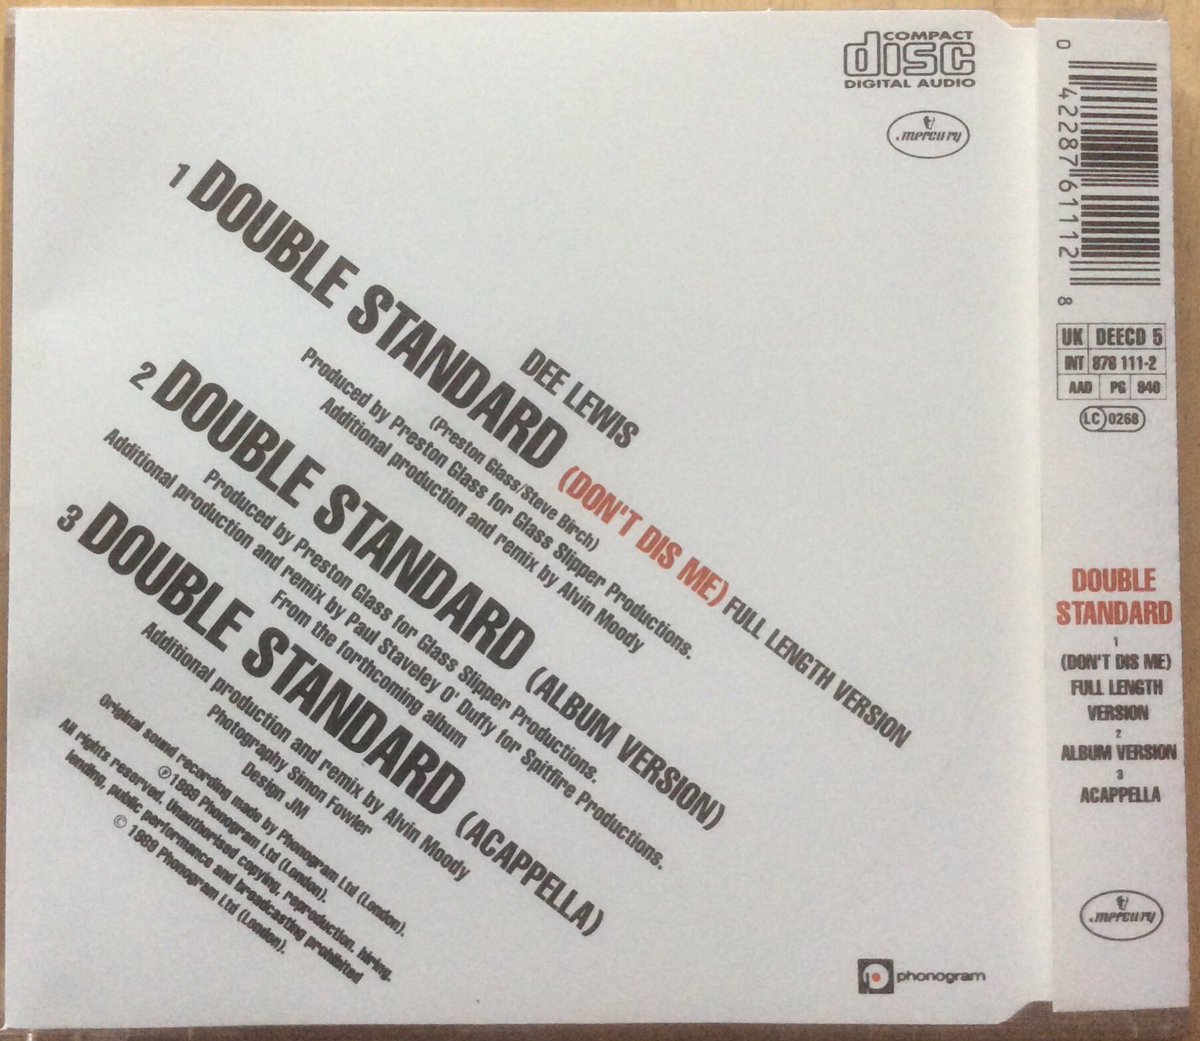 COMPACT
disc
DIGITAL AUDIO
mercury
DEE LEWIS
1 DOUBLE STANDARD (DON'T DIS ME) FULL LENGTH VERSION
(Preston Glass/Steve Birch)
Produced by Preston Glass for Glass Slipper Productions.
Additional production and remix by Alvin Moody
2 DOUBLE STANDARD (ALBUM VERSION)
Produced by Preston Glass for Glass Slipper Productions.
Additional production and remix by Paul Staveley O' Duffy for Spitfire Productions.
From the forthcoming album
3 DOUBLE STANDARD (ACAPPELLA)
Additional production and remix by Alvin Moody
Photography Simon Fowler
Design JM
Original sound recording made by Phonogram Ltd (London).
℗ 1989 Phonogram Ltd (London).
All rights reserved. Unauthorised copying, reproduction, hiring,
lending, public performance and broadcasting prohibited
© 1989 Phonogram Ltd (London).
phonogram
0 42287 61112 8
UK DEECD 5
INT 876 111-2
AAD PG 940
LC 0268
DOUBLE
STANDARD
1
(DON'T DIS ME)
FULL LENGTH
VERSION
2
ALBUM VERSION
3
ACAPPELLA
mercury